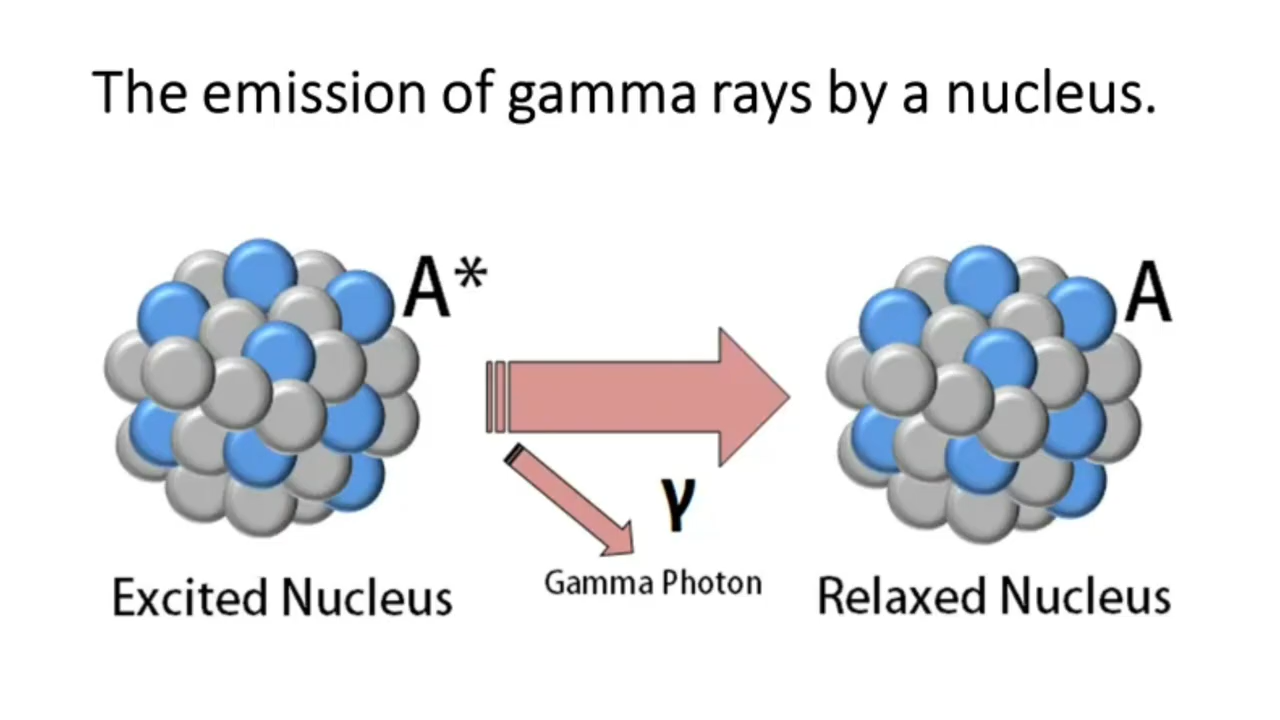 The emission of gamma rays by a nucleus.
A*
A
γ
Gamma Photon
Excited Nucleus
Relaxed Nucleus